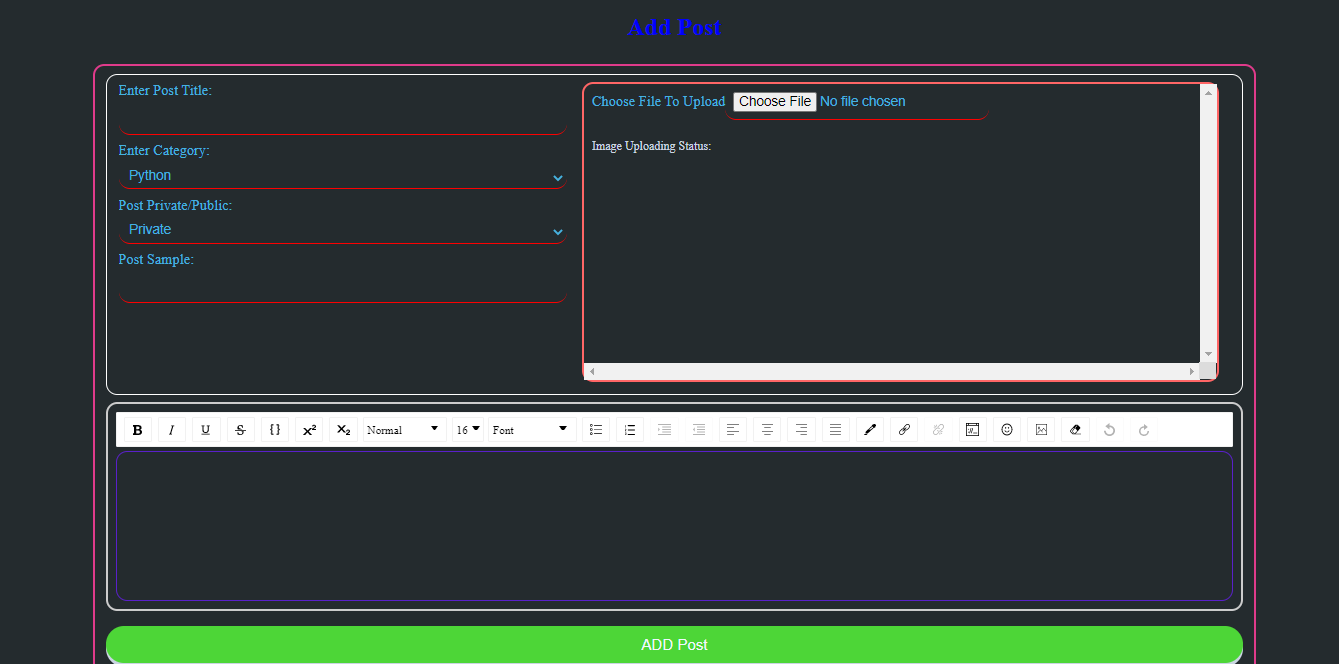 Add Post
Enter Post Title:
Enter Category:
Python
Post Private/Public:
Private
Post Sample:
Choose File To Upload Choose File No file chosen
Image Uploading Status:
B I U S {} x² x₂ Normal 16 Font
ADD Post